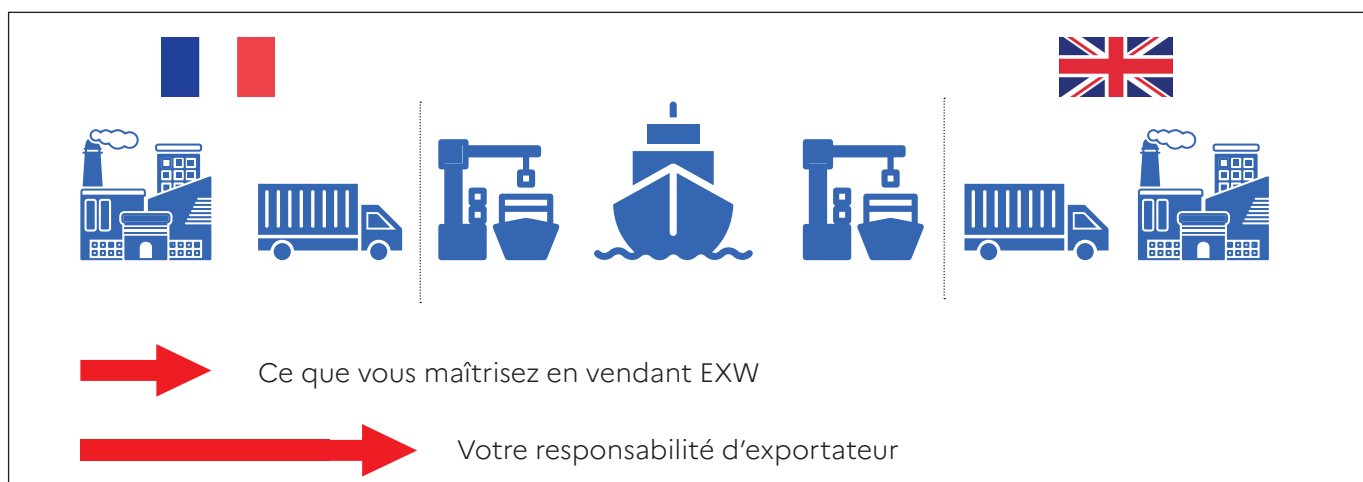 Ce que vous maîtrisez en vendant EXW
Votre responsabilité d’exportateur